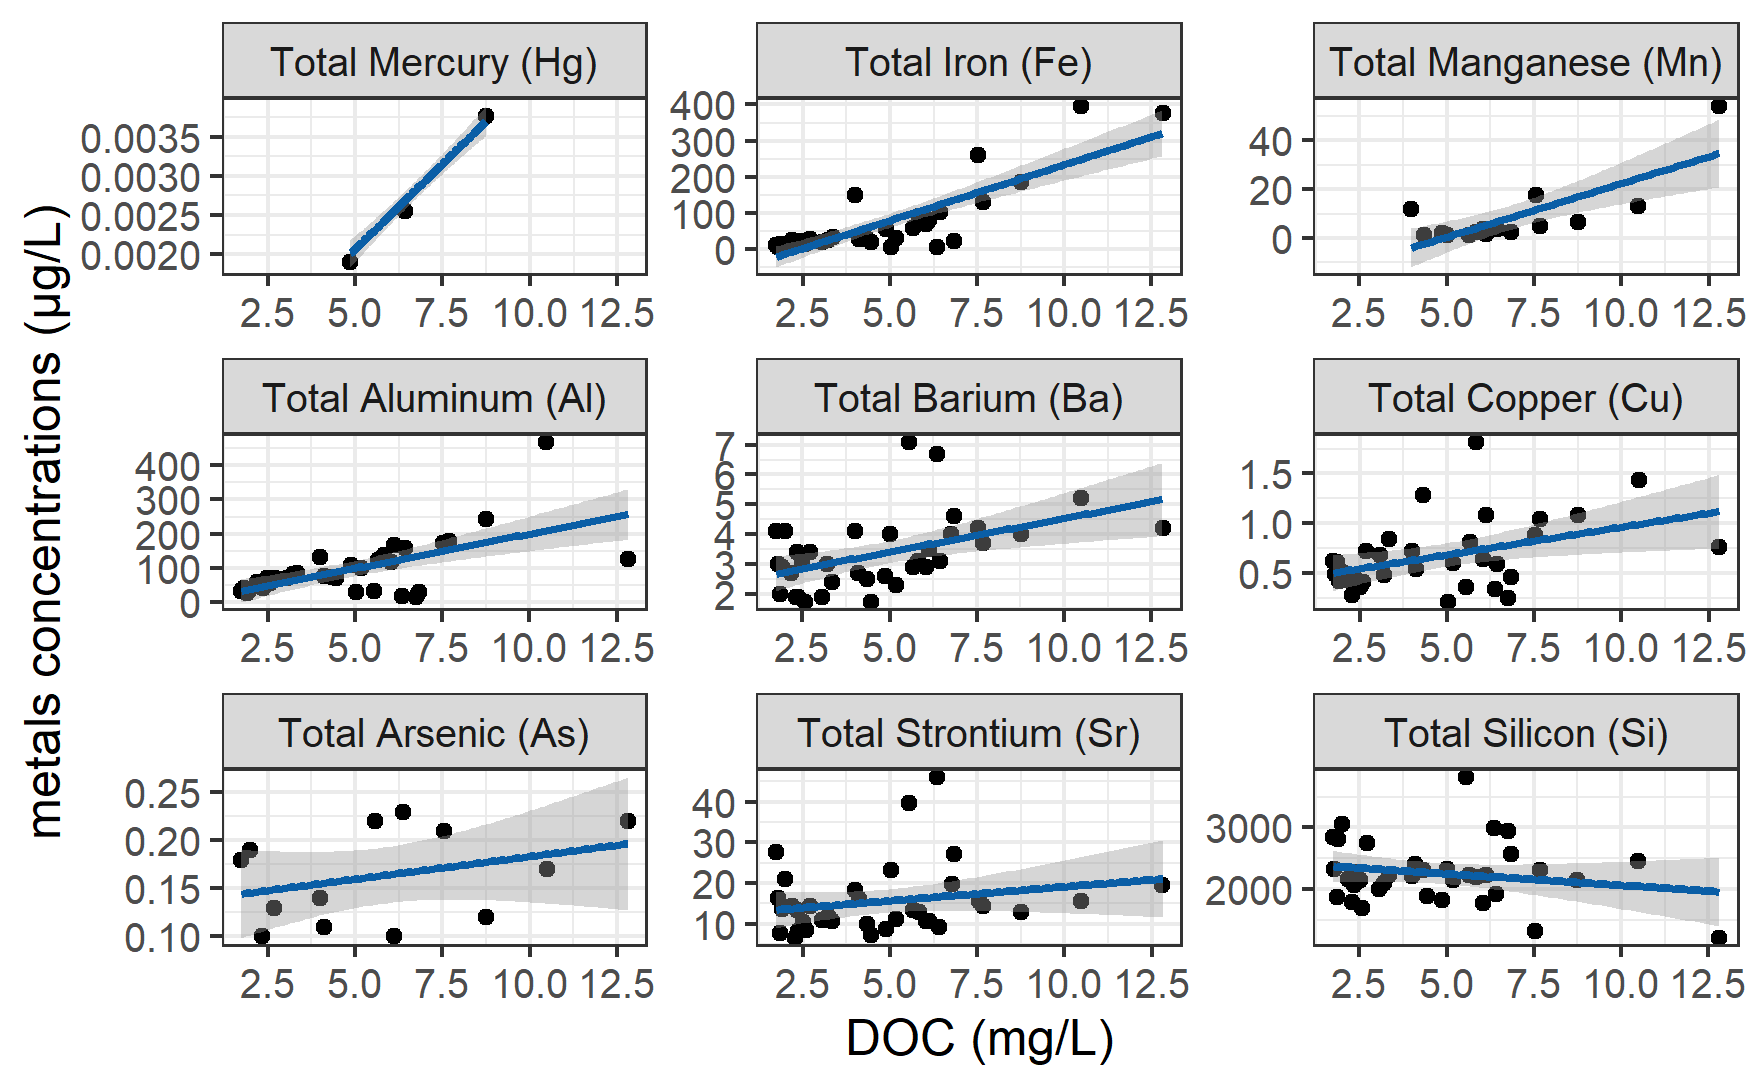 Total Mercury (Hg)
Total Iron (Fe)
Total Manganese (Mn)
0.0035
0.0030
0.0025
0.0020
400
300
200
100
0
40
20
0
2.5 5.0 7.5 10.0 12.5
2.5 5.0 7.5 10.0 12.5
2.5 5.0 7.5 10.0 12.5
Total Aluminum (Al)
Total Barium (Ba)
Total Copper (Cu)
400
300
200
100
0
7
6
5
4
3
2
1.5
1.0
0.5
2.5 5.0 7.5 10.0 12.5
2.5 5.0 7.5 10.0 12.5
2.5 5.0 7.5 10.0 12.5
Total Arsenic (As)
Total Strontium (Sr)
Total Silicon (Si)
0.25
0.20
0.15
0.10
40
30
20
10
3000
2000
2.5 5.0 7.5 10.0 12.5
2.5 5.0 7.5 10.0 12.5
2.5 5.0 7.5 10.0 12.5
metals concentrations (µg/L)
DOC (mg/L)